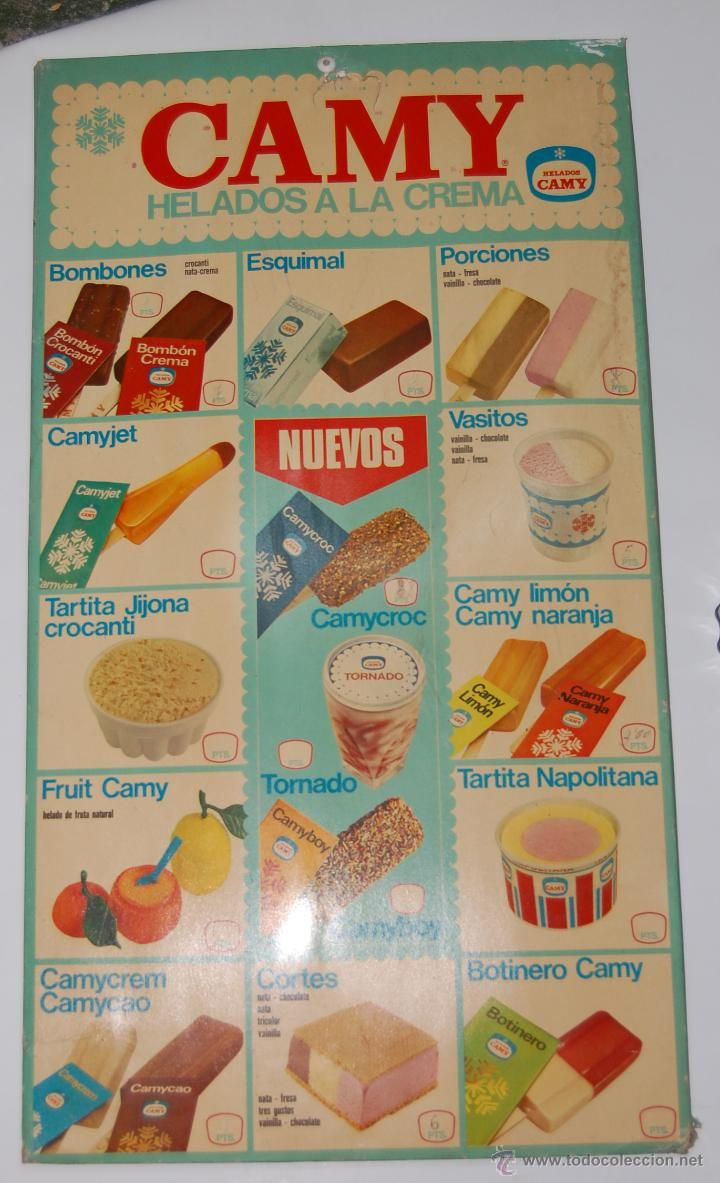 CAMY
HELADOS A LA CREMA
HELADOS
CAMY
Bombones
crocanti
nata-crema
Bombón
Crocanti
Bombón
Crema
CAMY
PTS.
Esquimal
Esquimal
CAMY
Porciones
nata - fresa
vainilla - chocolate
PTS.
Camyjet
Camyjet
CAMY
Camyjet
PTS.
NUEVOS
Camycroc
CAMY
Camycroc
Vasitos
vainilla - chocolate
vainilla
nata - fresa
CAMY
PTS.
Tartita Jijona
crocanti
PTS.
CAMY
TORNADO
Tornado
Camy limón
Camy naranja
Camy
Limón
Camy
Naranja
CAMY
PTS.
Fruit Camy
helado de fruta natural
Camyboy
CAMY
Camyboy
Tartita Napolitana
CAMY
PTS.
Camycrem
Camycao
Camycrem
CAMY
Camycao
CAMY
PTS.
Cortes
nata - chocolate
nata
tricolor
vainilla
nata - fresa
tres gustos
vainilla - chocolate
6
PTS.
Botinero Camy
Botinero
CAMY
PTS.
© www.todocoleccion.net